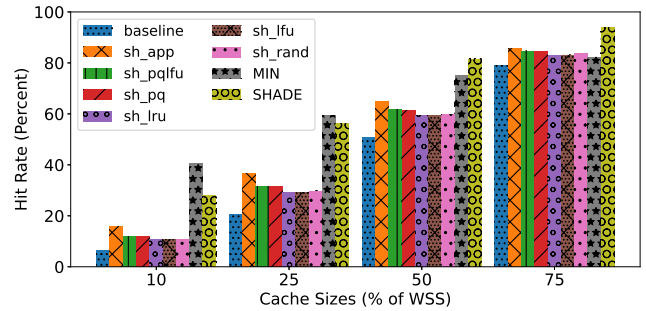 100
80
60
40
20
0
Hit Rate (Percent)
baseline
sh_app
sh_pqlfu
sh_pq
sh_lru
sh_lfu
sh_rand
MIN
SHADE
10 25 50 75
Cache Sizes (% of WSS)